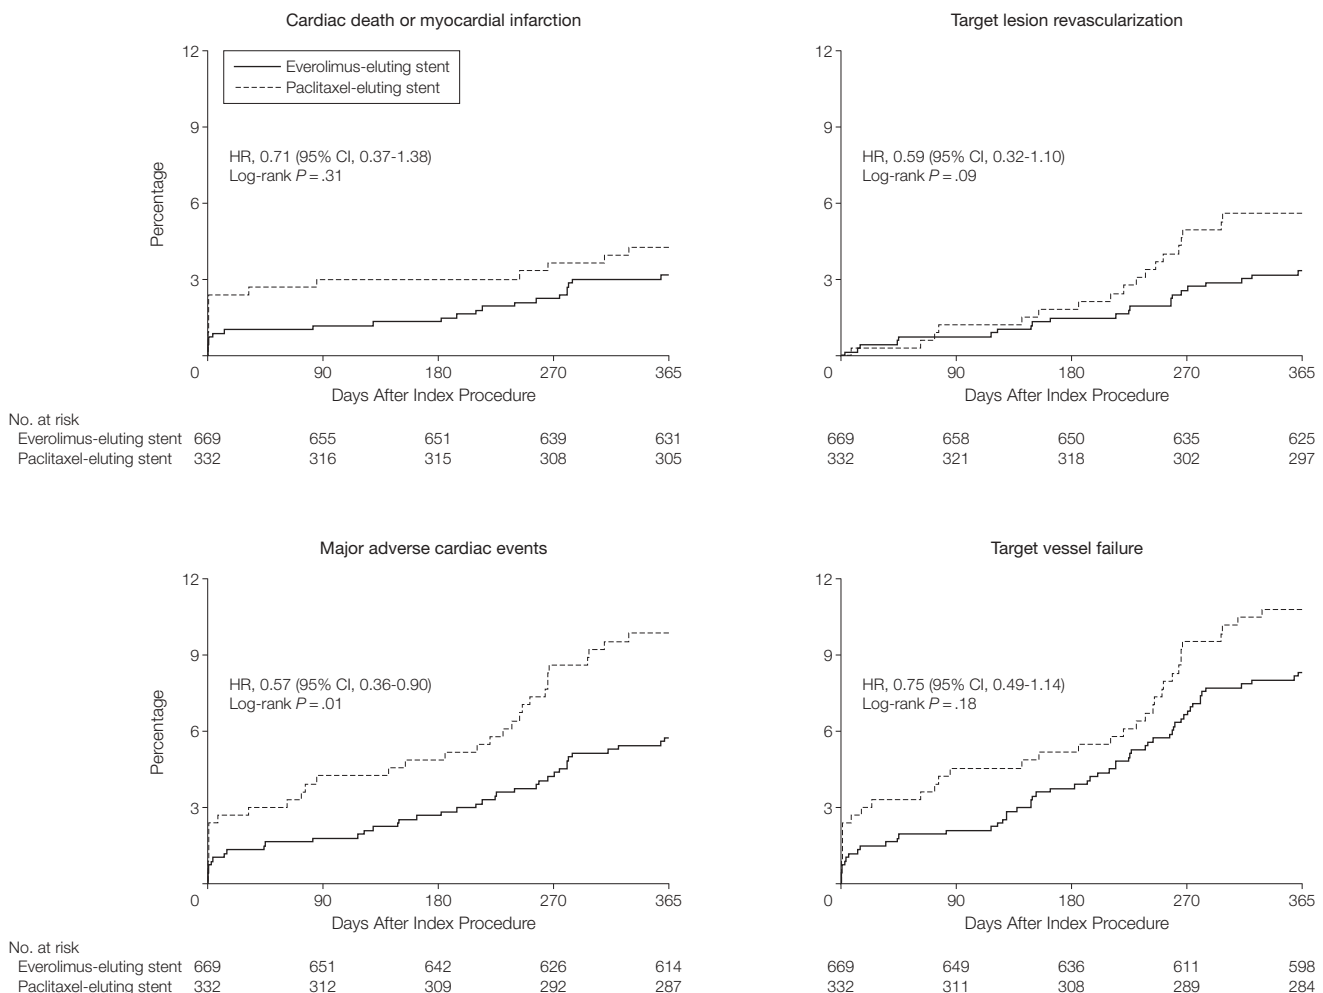 Cardiac death or myocardial infarction
12
9
6
3
0
Percentage
Everolimus-eluting stent
Paclitaxel-eluting stent
HR, 0.71 (95% CI, 0.37-1.38)
Log-rank P = .31
90 180 270 365
Days After Index Procedure
No. at risk
Everolimus-eluting stent 669 655 651 639 631
Paclitaxel-eluting stent 332 316 315 308 305
Target lesion revascularization
12
9
6
3
0
HR, 0.59 (95% CI, 0.32-1.10)
Log-rank P = .09
90 180 270 365
Days After Index Procedure
669 658 650 635 625
332 321 318 302 297
Major adverse cardiac events
12
9
6
3
0
Percentage
HR, 0.57 (95% CI, 0.36-0.90)
Log-rank P = .01
90 180 270 365
Days After Index Procedure
No. at risk
Everolimus-eluting stent 669 651 642 626 614
Paclitaxel-eluting stent 332 312 309 292 287
Target vessel failure
12
9
6
3
0
HR, 0.75 (95% CI, 0.49-1.14)
Log-rank P = .18
90 180 270 365
Days After Index Procedure
669 649 636 611 598
332 311 308 289 284